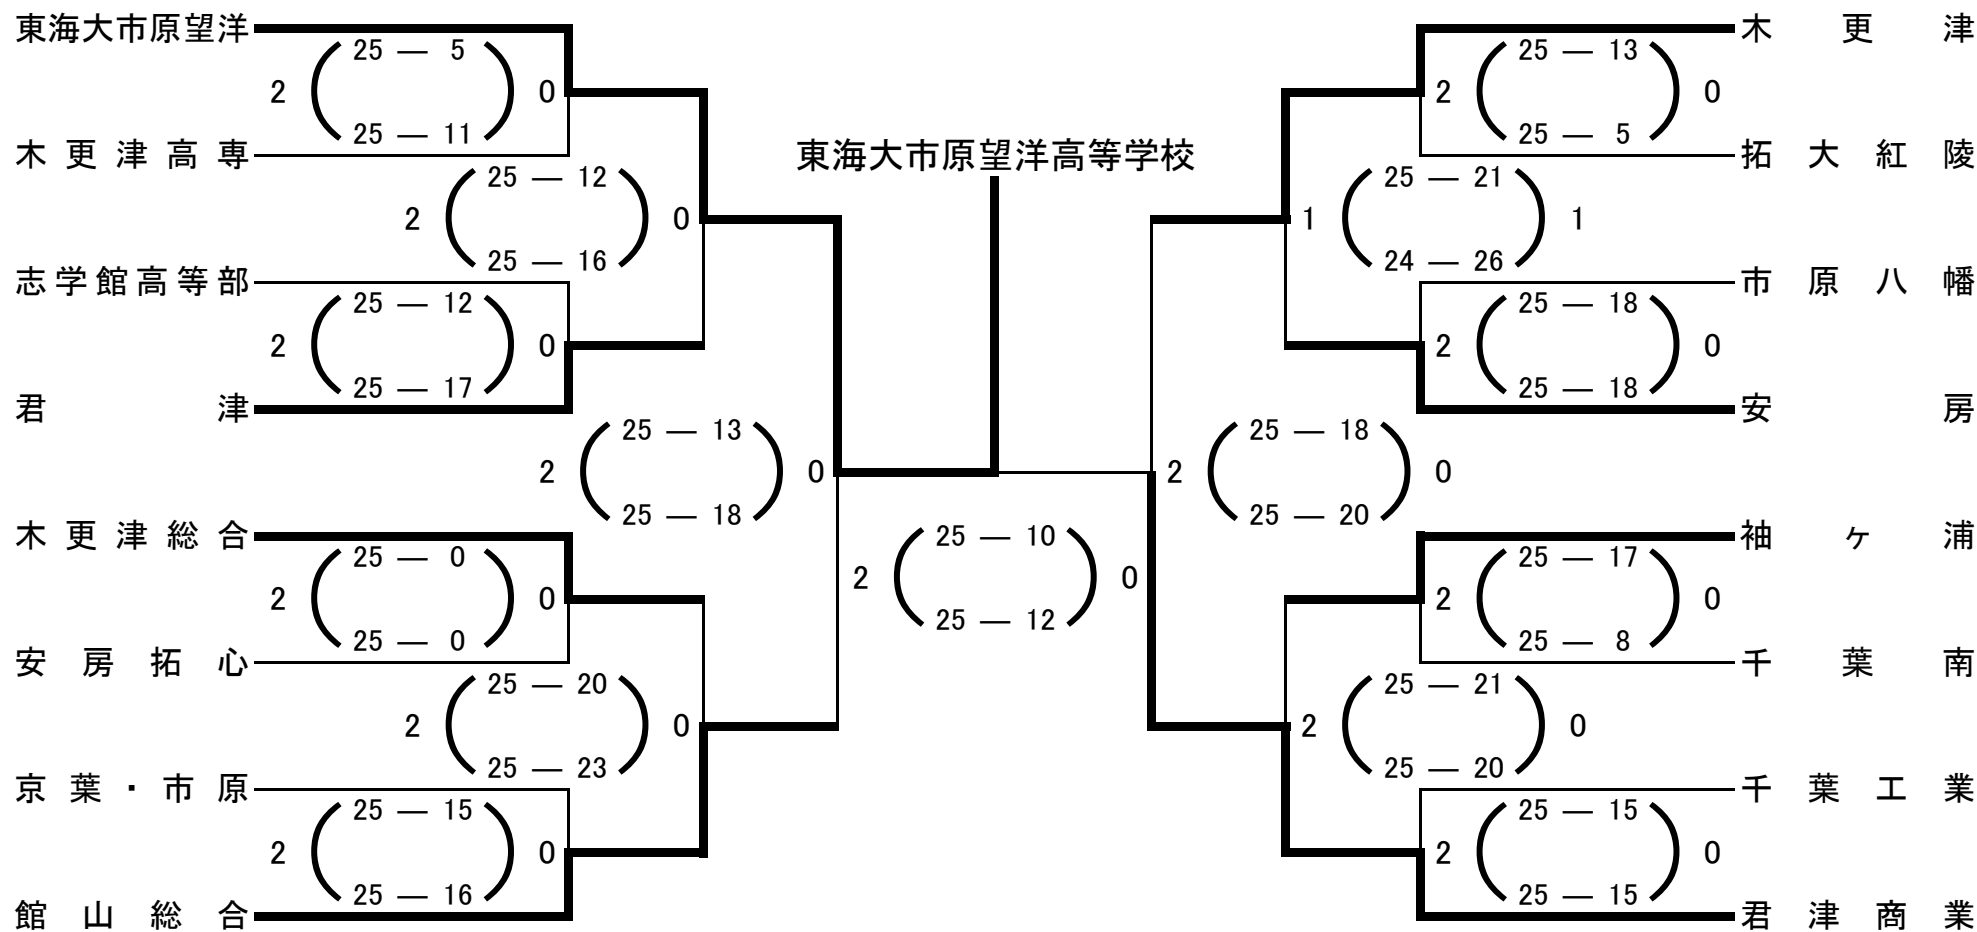 東海大市原望洋 木更津
25 — 5 25 — 13
2 0 2 0
25 — 11 25 — 5
木更津高専 東海大市原望洋高等学校 拓大紅陵
25 — 12 25 — 21
2 0 1 1
25 — 16 24 — 26
志学館高等部 市原八幡
25 — 12 25 — 18
2 0 2 0
25 — 17 25 — 18
君津 安房
25 — 13 25 — 18
2 0 2 0
25 — 18 25 — 20
木更津総合 25 — 10 袖ヶ浦
25 — 0 25 — 17
2 0 2 0 2 0
25 — 0 25 — 12 25 — 8
安房拓心 千葉南
25 — 20 25 — 21
2 0 2 0
25 — 23 25 — 20
京葉・市原 千葉工業
25 — 15 25 — 15
2 0 2 0
25 — 16 25 — 15
館山総合 君津商業